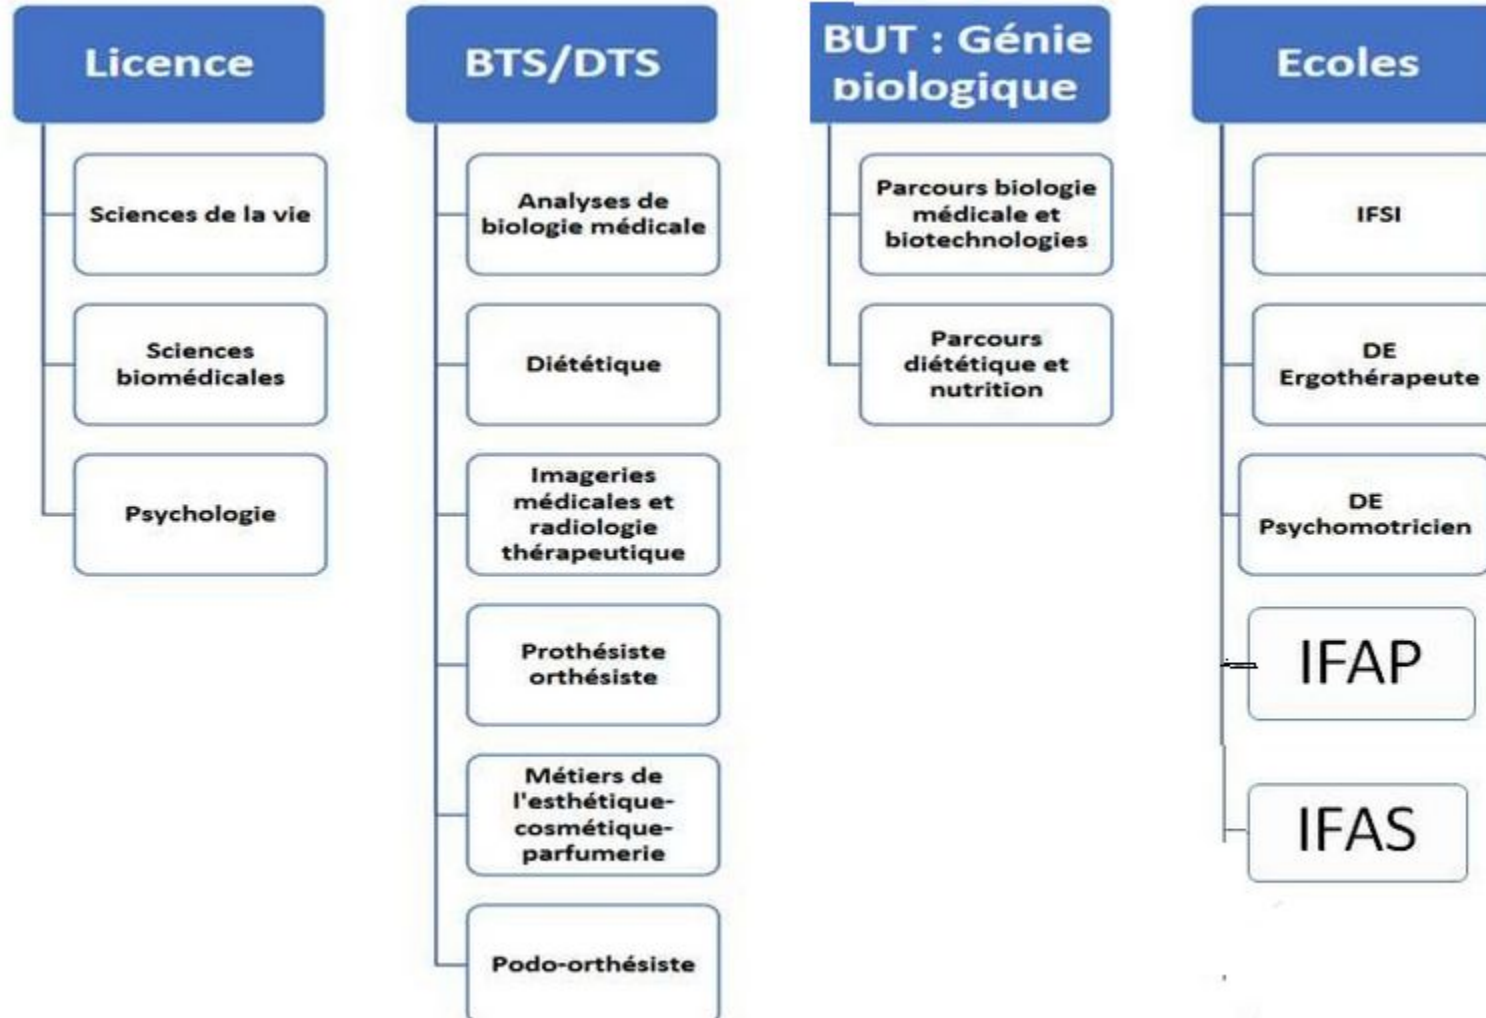 Licence
Sciences de la vie
Sciences
biomédicales
Psychologie
BTS/DTS
Analyses de
biologie médicale
Diététique
Imageries
médicales et
radiologie
thérapeutique
Prothésiste
orthésiste
Métiers de
l'esthétique-
cosmétique-
parfumerie
Podo-orthésiste
BUT : Génie
biologique
Parcours biologie
médicale et
biotechnologies
Parcours
diététique et
nutrition
Ecoles
IFSI
DE
Ergothérapeute
DE
Psychomotricien
IFAP
IFAS